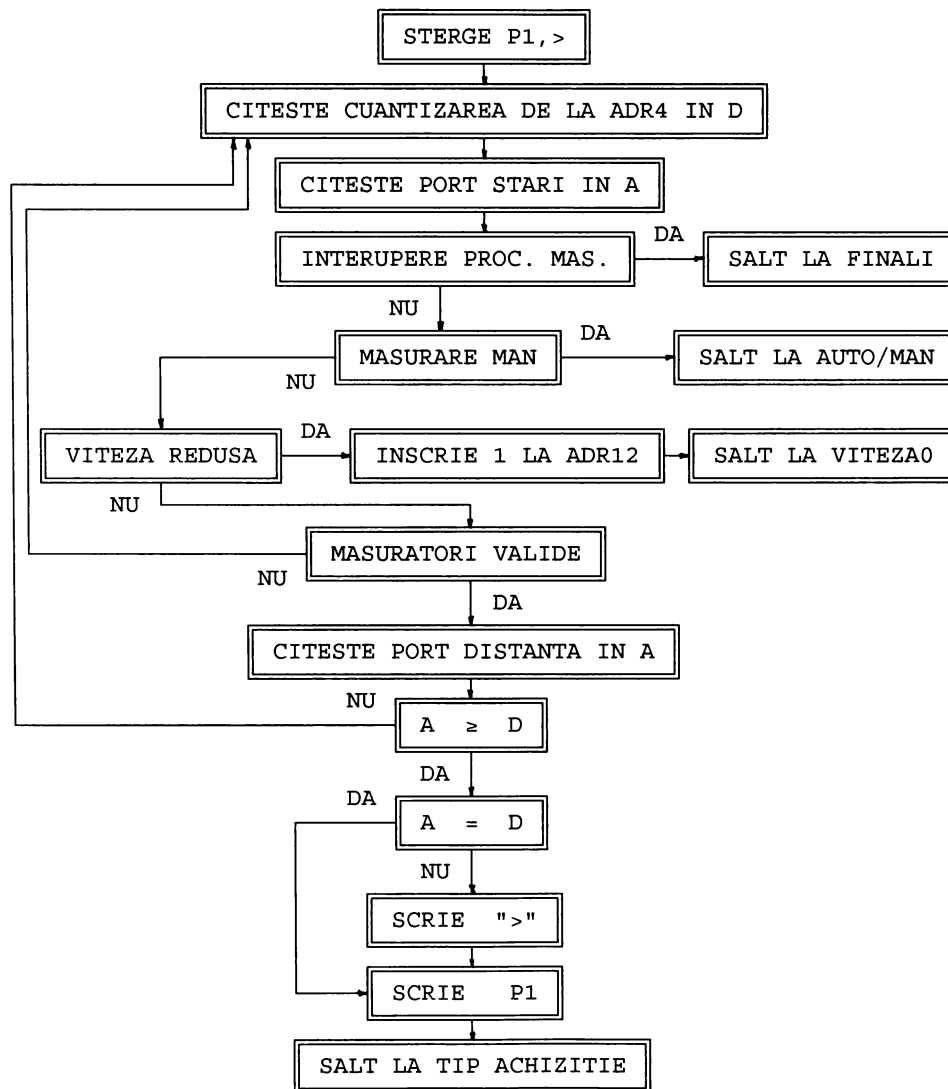 STERGE P1,>
CITESTE CUANTIZAREA DE LA ADR4 IN D
CITESTE PORT STARI IN A
INTERUPERE PROC. MAS.
DA
SALT LA FINALI
NU
MASURARE MAN
DA
SALT LA AUTO/MAN
NU
VITEZA REDUSA
DA
INSCRIE 1 LA ADR12
SALT LA VITEZA0
NU
MASURATORI VALIDE
NU
DA
CITESTE PORT DISTANTA IN A
NU
A ≥ D
DA
DA
A = D
NU
SCRIE ">"
SCRIE P1
SALT LA TIP ACHIZITIE